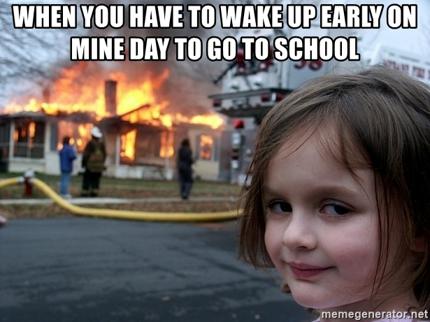 WHEN YOU HAVE TO WAKE UP EARLY ON
MINE DAY TO GO TO SCHOOL
memegenerator.net